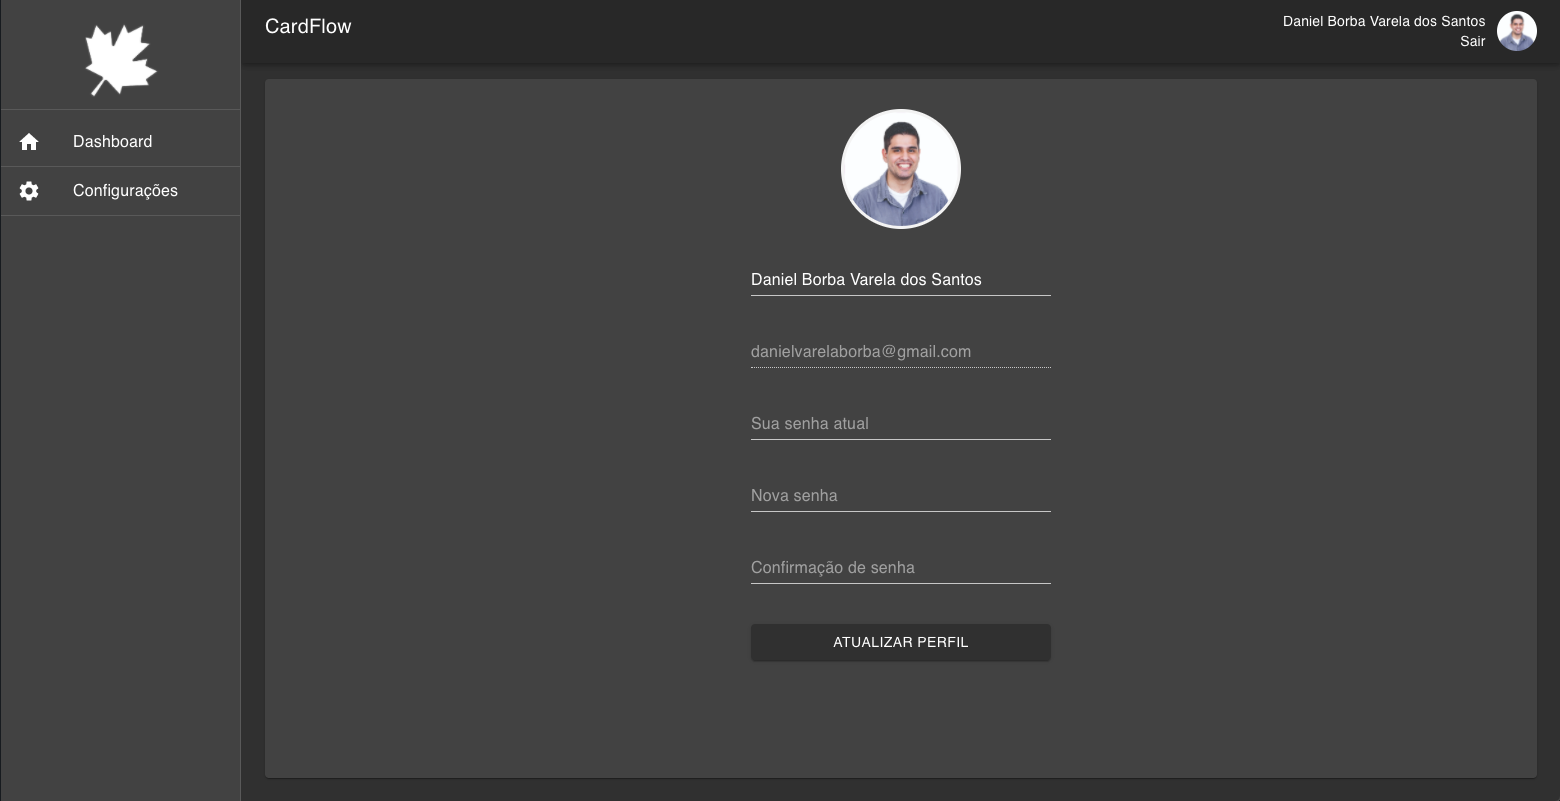 CardFlow
Daniel Borba Varela dos Santos
Sair
Dashboard
Configurações
Daniel Borba Varela dos Santos
danielvarelaborba@gmail.com
Sua senha atual
Nova senha
Confirmação de senha
ATUALIZAR PERFIL